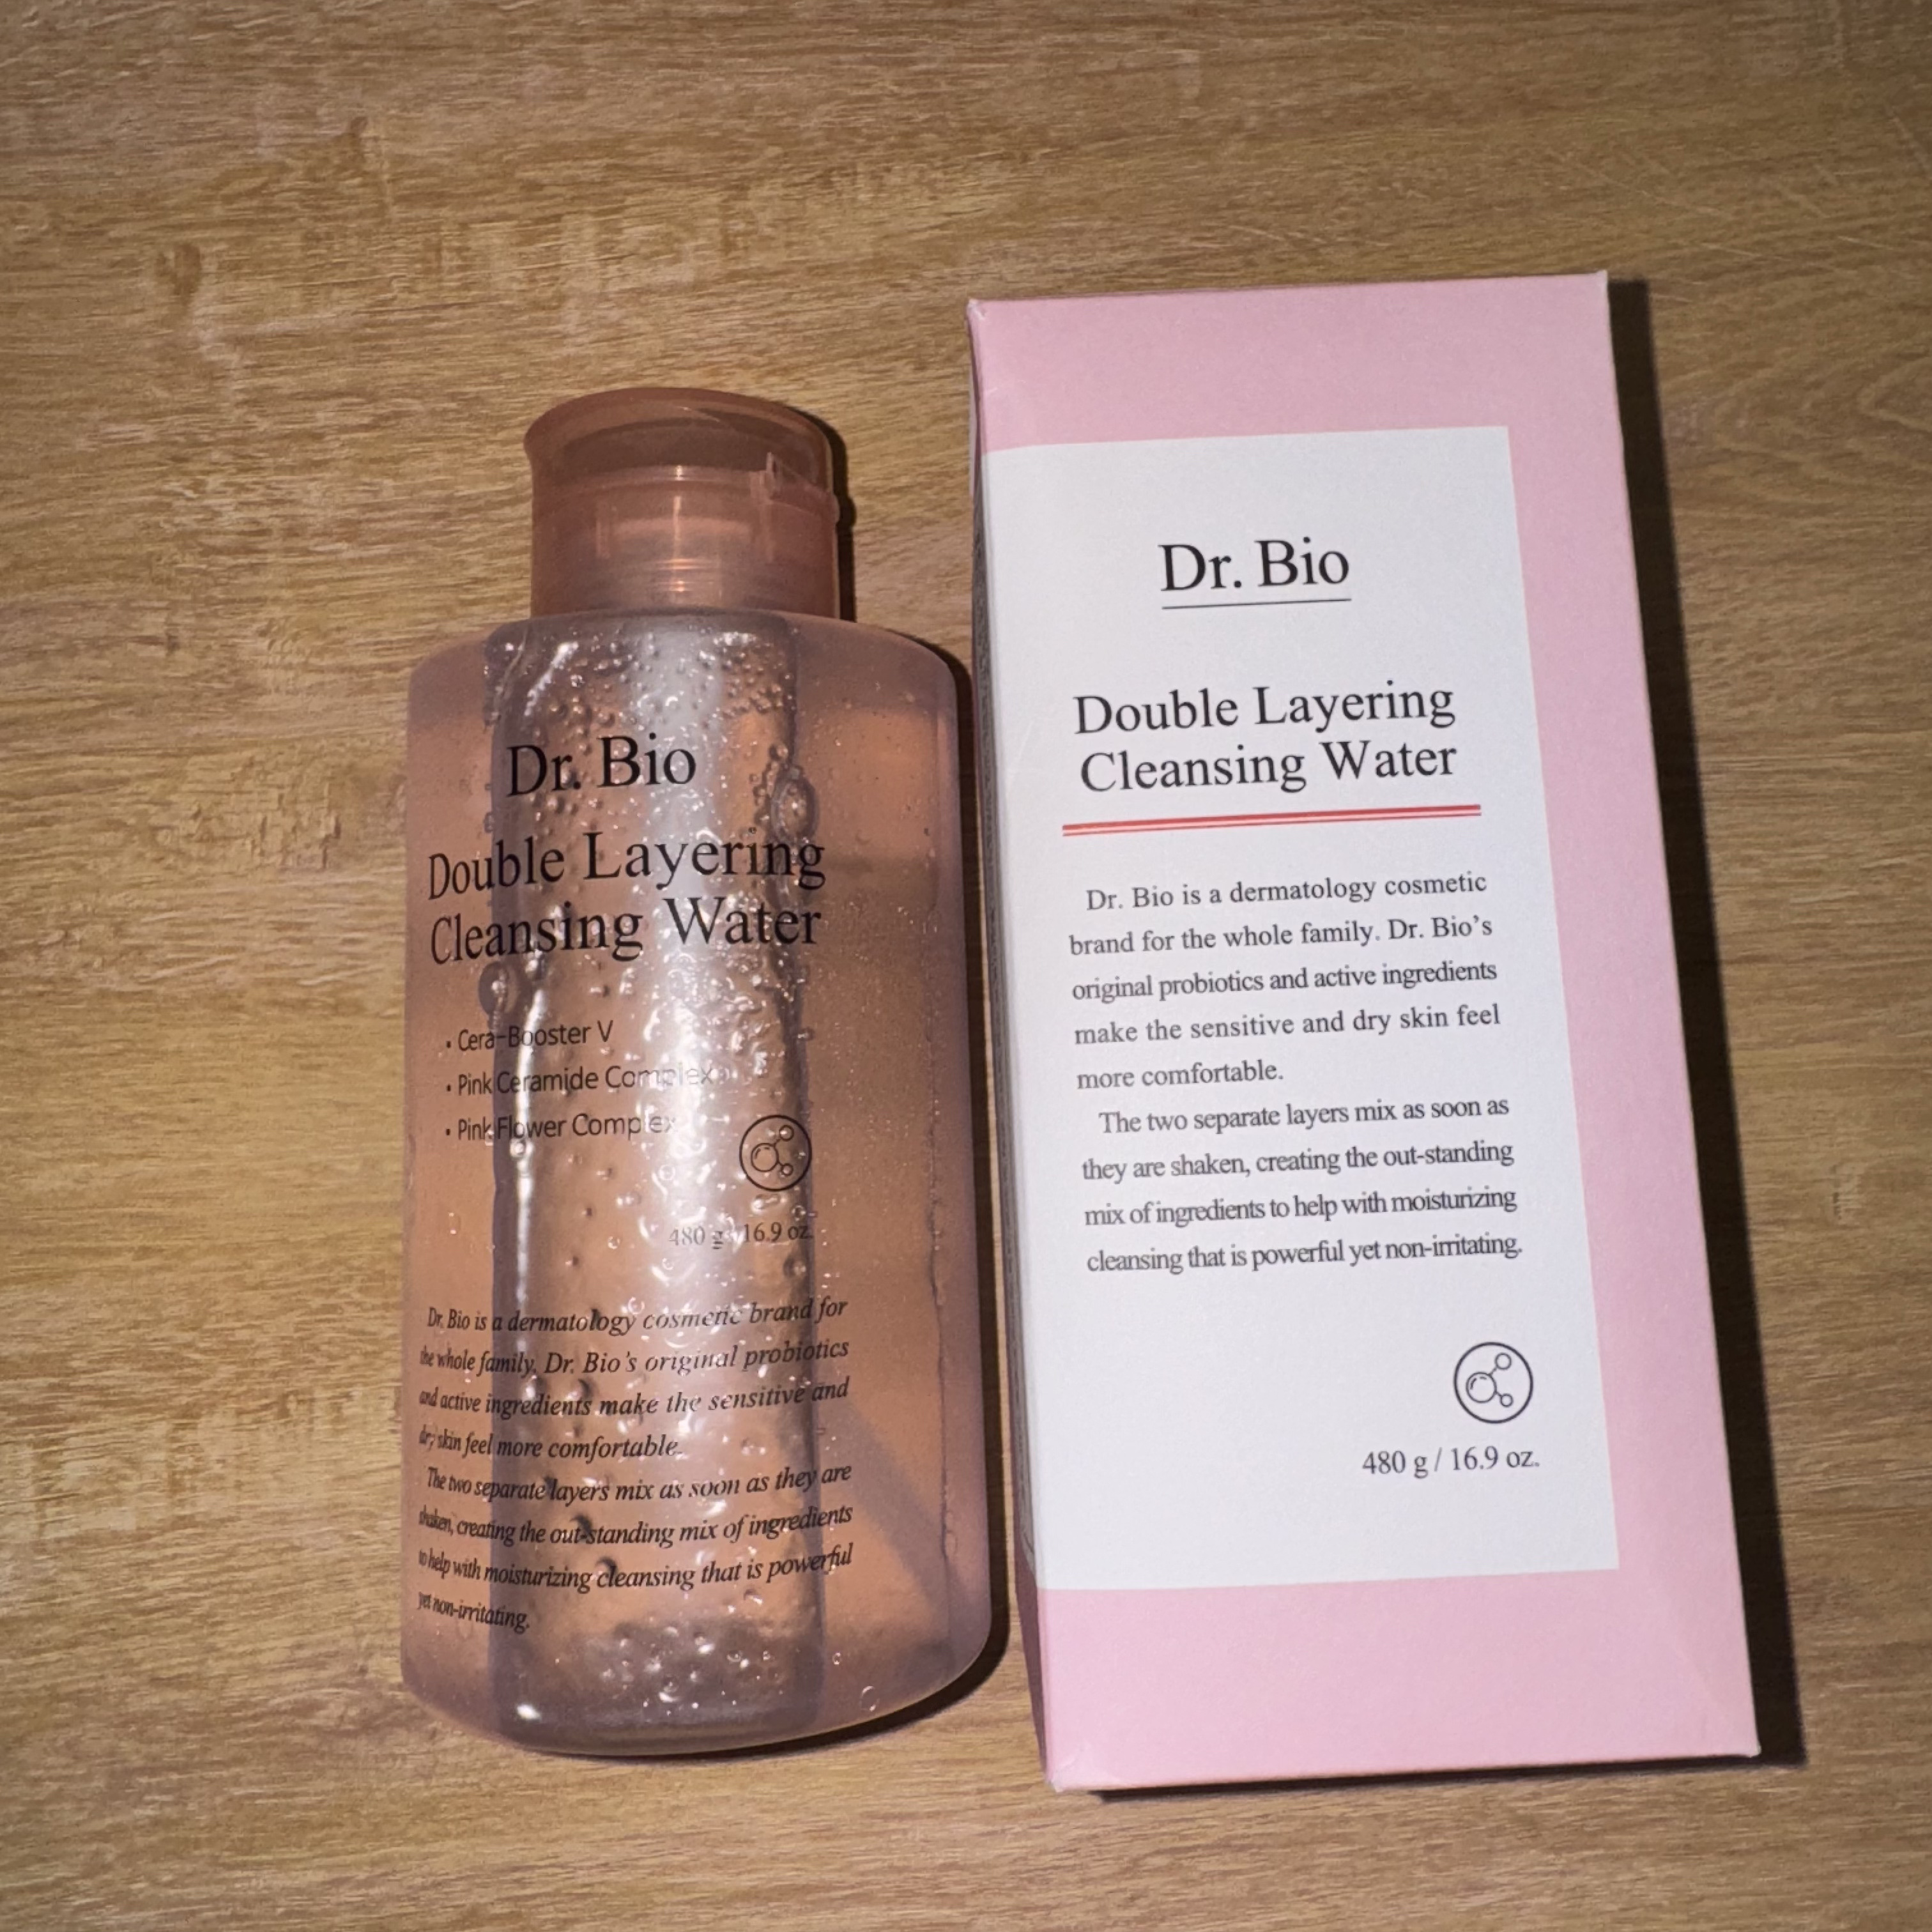 Dr. Bio
Double Layering
Cleansing Water
• Cera-Booster V
• Pink Ceramide Complex
• Pink Flower Complex
480 g / 16.9 oz.
Dr. Bio is a dermatology cosmetic brand for
the whole family. Dr. Bio's original probiotics
and active ingredients make the sensitive and
dry skin feel more comfortable.
The two separate layers mix as soon as they are
shaken, creating the out-standing mix of ingredients
to help with moisturizing cleansing that is powerful
yet non-irritating.
Dr. Bio
Double Layering
Cleansing Water
Dr. Bio is a dermatology cosmetic
brand for the whole family. Dr. Bio’s
original probiotics and active ingredients
make the sensitive and dry skin feel
more comfortable.
The two separate layers mix as soon as
they are shaken, creating the out-standing
mix of ingredients to help with moisturizing
cleansing that is powerful yet non-irritating.
480 g / 16.9 oz.